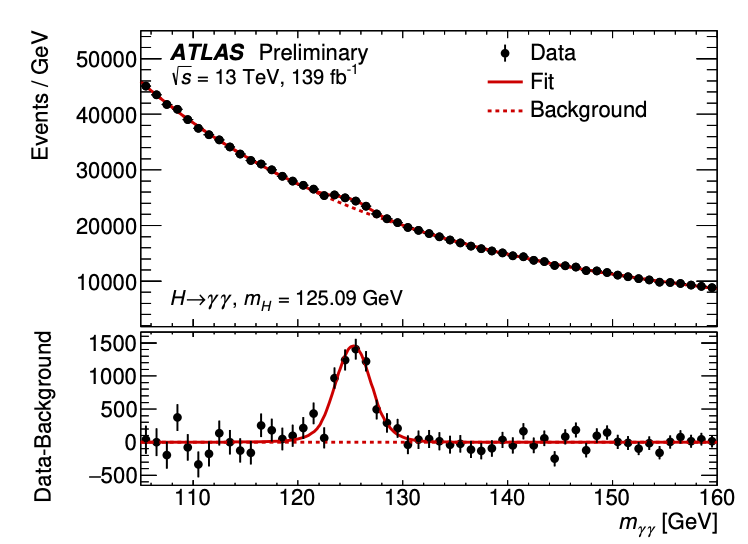 Events / GeV
50000
40000
30000
20000
10000
ATLAS Preliminary
√s = 13 TeV, 139 fb⁻¹
Data
Fit
Background
H→γγ, m_H = 125.09 GeV
Data-Background
1500
1000
500
0
−500
110 120 130 140 150 160
m_γγ [GeV]